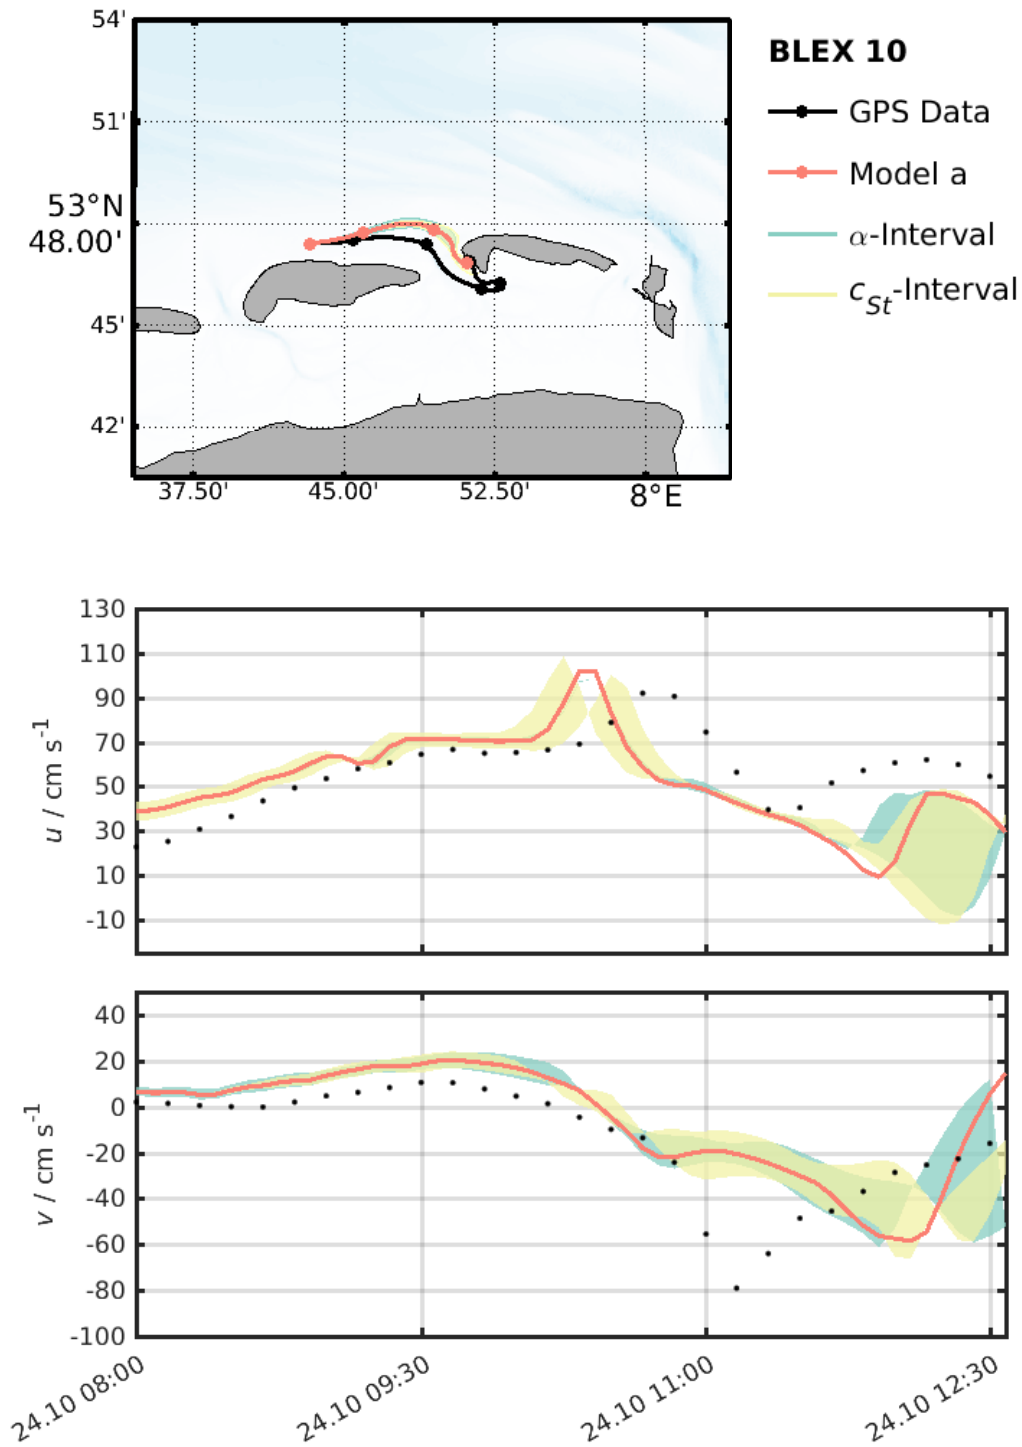 54'
51'
53°N
48.00'
45'
42'
37.50' 45.00' 52.50' 8°E
BLEX 10
GPS Data
Model a
α-Interval
c_St-Interval
130
110
90
70
50
30
10
-10
u / cm s⁻¹
40
20
0
-20
-40
-60
-80
-100
v / cm s⁻¹
24.10 08:00 24.10 09:30 24.10 11:00 24.10 12:30